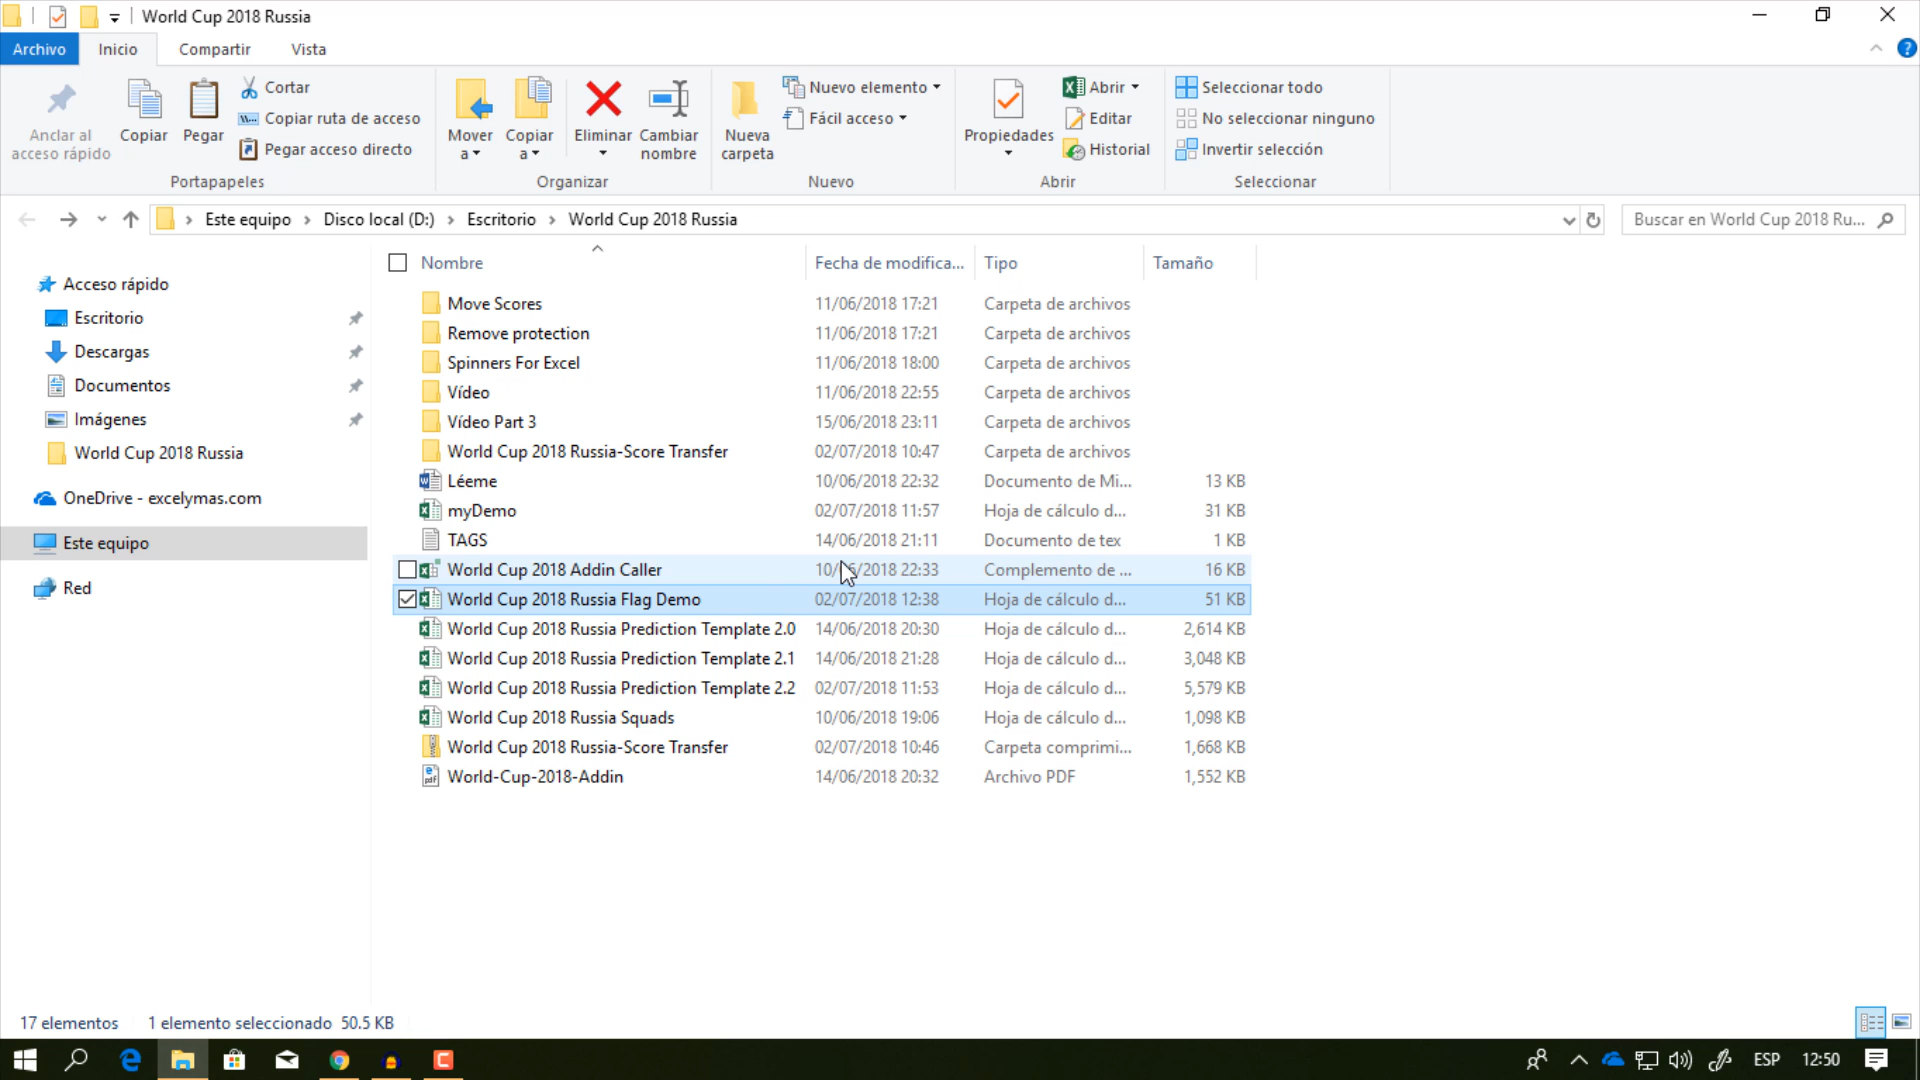 World Cup 2018 Russia
Archivo Inicio Compartir Vista
Anclar al acceso rápido
Copiar
Pegar
Cortar
Copiar ruta de acceso
Pegar acceso directo
Mover a
Copiar a
Eliminar
Cambiar nombre
Nueva carpeta
Nuevo elemento
Fácil acceso
Propiedades
Abrir
Editar
Historial
Seleccionar todo
No seleccionar ninguno
Invertir selección
Portapapeles Organizar Nuevo Abrir Seleccionar
Este equipo › Disco local (D:) › Escritorio › World Cup 2018 Russia
Buscar en World Cup 2018 Ru...
Acceso rápido
Escritorio
Descargas
Documentos
Imágenes
World Cup 2018 Russia
OneDrive - excelymas.com
Este equipo
Red
Nombre Fecha de modifica... Tipo Tamaño
Move Scores 11/06/2018 17:21 Carpeta de archivos
Remove protection 11/06/2018 17:21 Carpeta de archivos
Spinners For Excel 11/06/2018 18:00 Carpeta de archivos
Vídeo 11/06/2018 22:55 Carpeta de archivos
Vídeo Part 3 15/06/2018 23:11 Carpeta de archivos
World Cup 2018 Russia-Score Transfer 02/07/2018 10:47 Carpeta de archivos
Léeme 10/06/2018 22:32 Documento de Mi... 13 KB
myDemo 02/07/2018 11:57 Hoja de cálculo d... 31 KB
TAGS 14/06/2018 21:11 Documento de tex 1 KB
World Cup 2018 Addin Caller 10/06/2018 22:33 Complemento de ... 16 KB
World Cup 2018 Russia Flag Demo 02/07/2018 12:38 Hoja de cálculo d... 51 KB
World Cup 2018 Russia Prediction Template 2.0 14/06/2018 20:30 Hoja de cálculo d... 2,614 KB
World Cup 2018 Russia Prediction Template 2.1 14/06/2018 21:28 Hoja de cálculo d... 3,048 KB
World Cup 2018 Russia Prediction Template 2.2 02/07/2018 11:53 Hoja de cálculo d... 5,579 KB
World Cup 2018 Russia Squads 10/06/2018 19:06 Hoja de cálculo d... 1,098 KB
World Cup 2018 Russia-Score Transfer 02/07/2018 10:46 Carpeta comprimi... 1,668 KB
World-Cup-2018-Addin 14/06/2018 20:32 Archivo PDF 1,552 KB
17 elementos 1 elemento seleccionado 50.5 KB
ESP 12:50